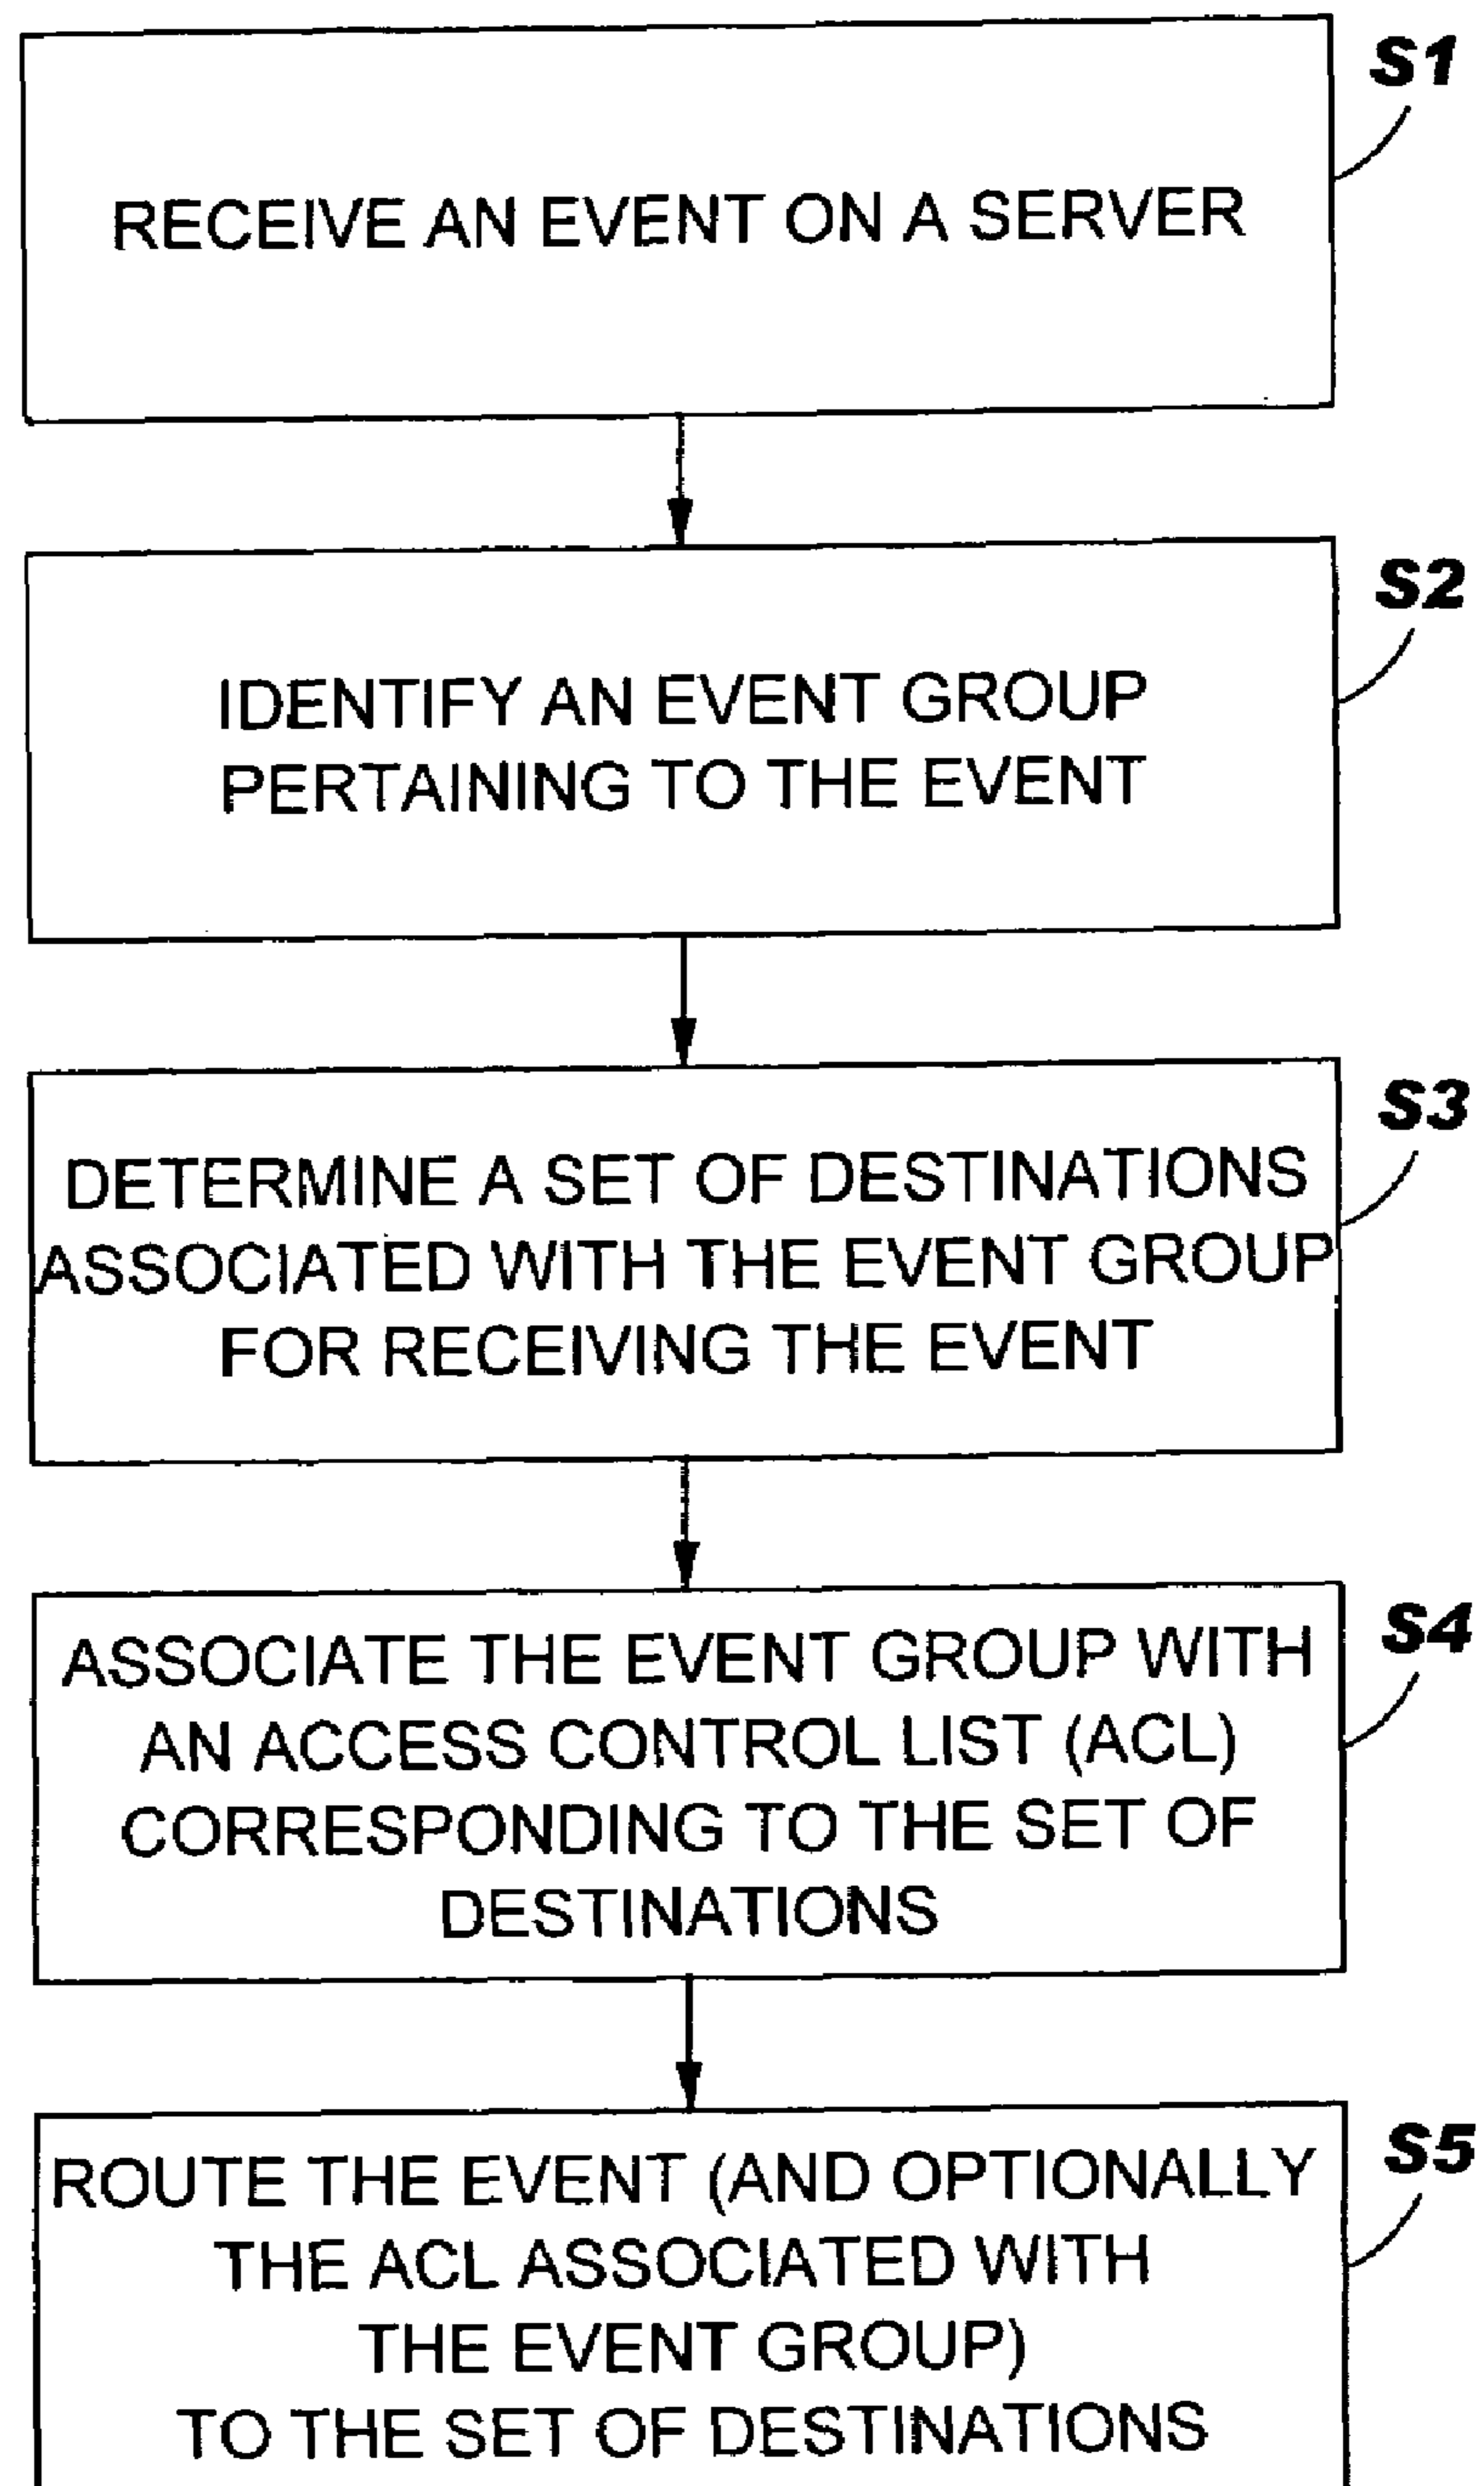 S1
RECEIVE AN EVENT ON A SERVER
S2
IDENTIFY AN EVENT GROUP
PERTAINING TO THE EVENT
S3
DETERMINE A SET OF DESTINATIONS
ASSOCIATED WITH THE EVENT GROUP
FOR RECEIVING THE EVENT
S4
ASSOCIATE THE EVENT GROUP WITH
AN ACCESS CONTROL LIST (ACL)
CORRESPONDING TO THE SET OF
DESTINATIONS
S5
ROUTE THE EVENT (AND OPTIONALLY
THE ACL ASSOCIATED WITH
THE EVENT GROUP)
TO THE SET OF DESTINATIONS